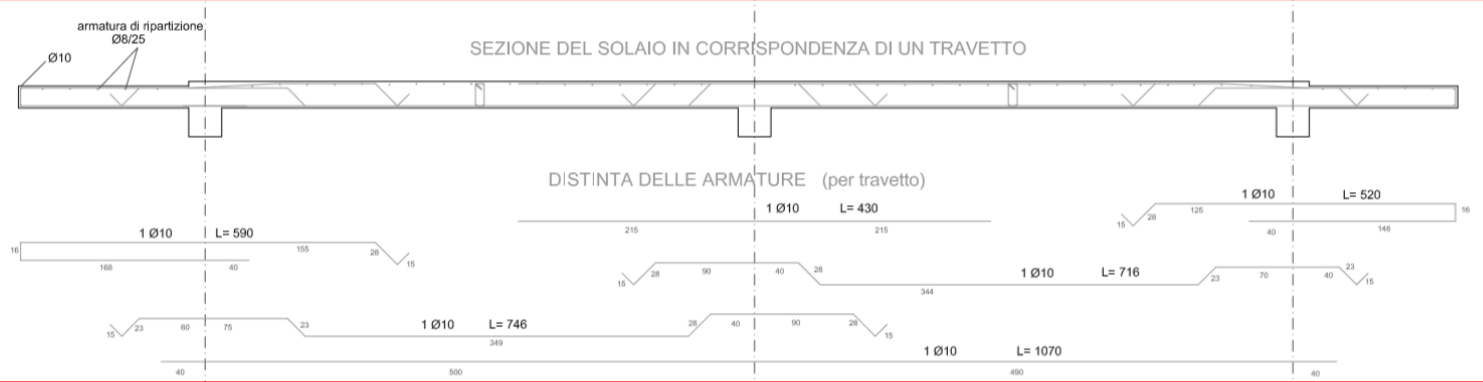 armatura di ripartizione
Ø8/25
Ø10
SEZIONE DEL SOLAIO IN CORRISPONDENZA DI UN TRAVETTO
DISTINTA DELLE ARMATURE (per travetto)
1 Ø10 L= 520
125 28 15 40 148 16
1 Ø10 L= 430
215 215
1 Ø10 L= 590
16 155 28 15
168 40
28 90 40 28 15
1 Ø10 L= 716
344 23 70 40 23 15
15 23 60 75 23
1 Ø10 L= 746
349 28 40 90 28 15
1 Ø10 L= 1070
40 500 490 40